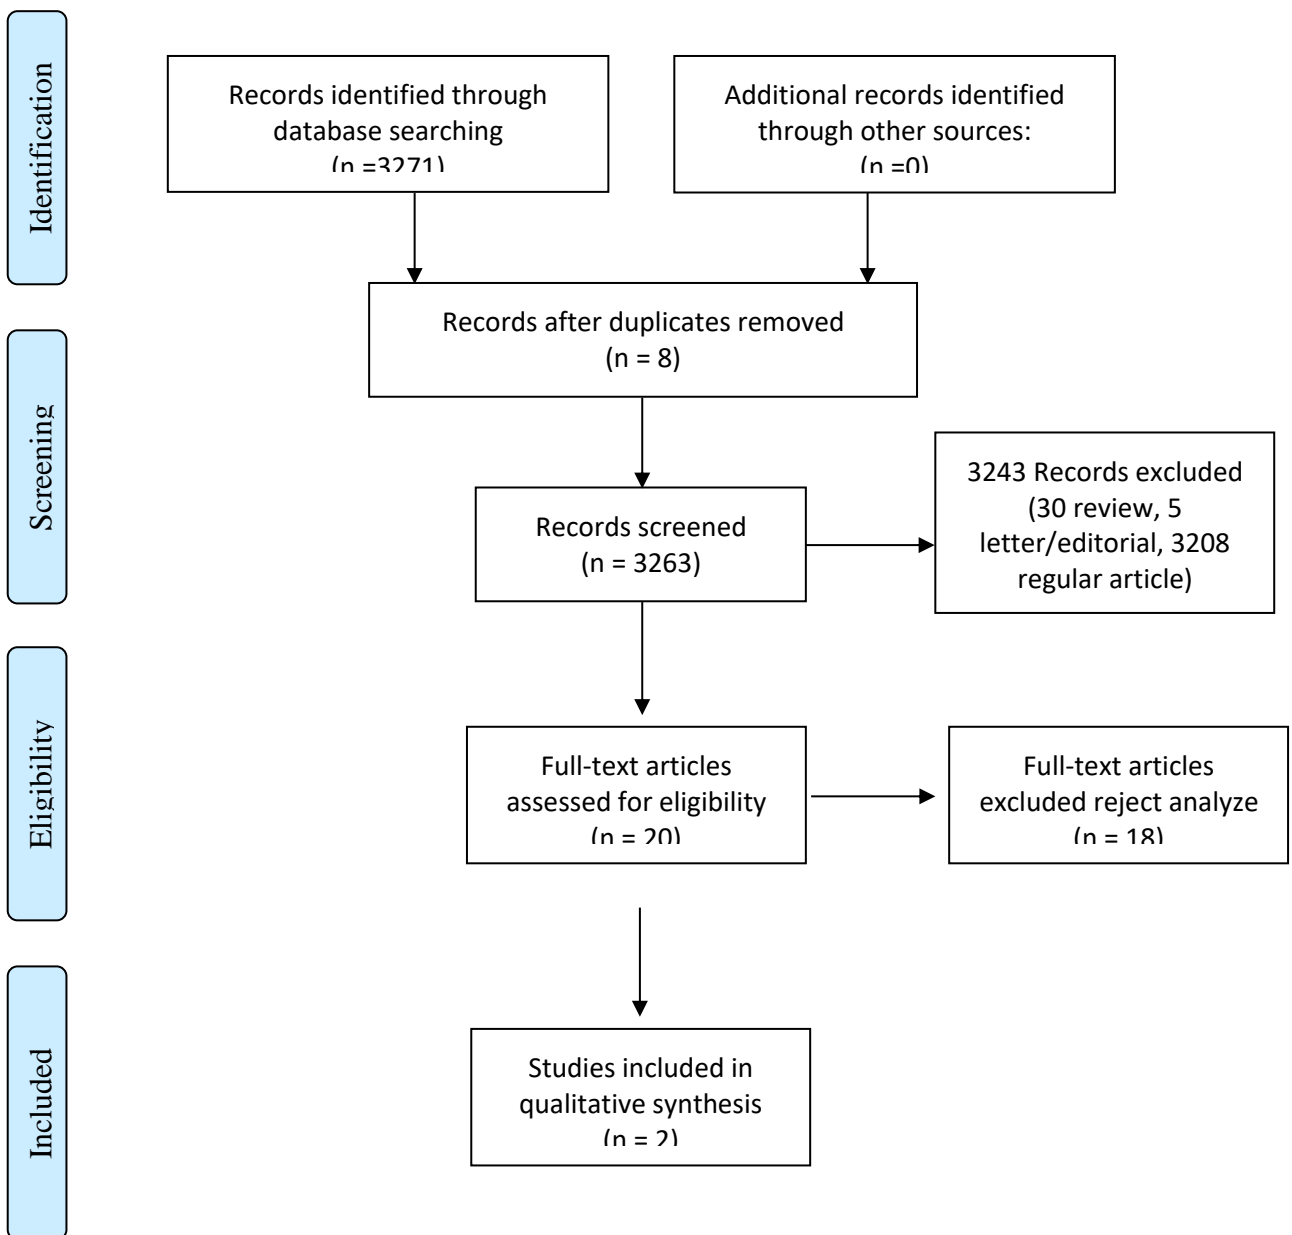 Identification
Records identified through
database searching
(n =3271)
Additional records identified
through other sources:
(n =0)
Records after duplicates removed
(n = 8)
Screening
Records screened
(n = 3263)
3243 Records excluded
(30 review, 5
letter/editorial, 3208
regular article)
Eligibility
Full-text articles
assessed for eligibility
(n = 20)
Full-text articles
excluded reject analyze
(n = 18)
Included
Studies included in
qualitative synthesis
(n = 2)